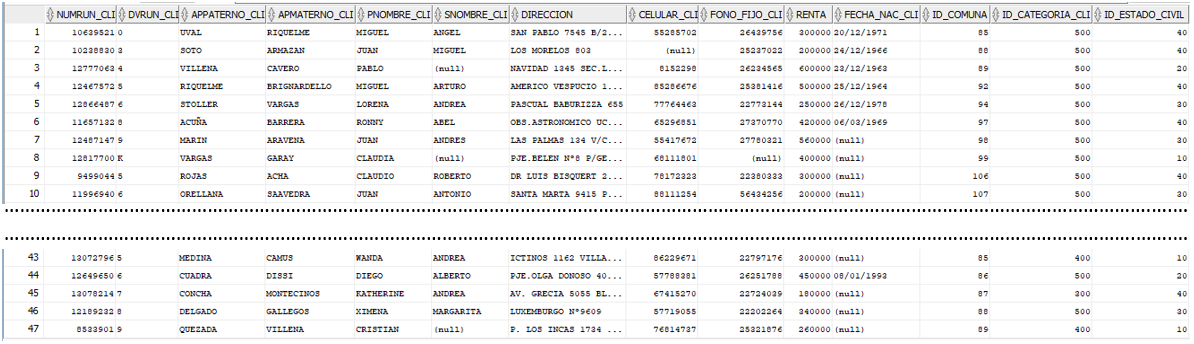 NUMRUN_CLI DVRUN_CLI APPATERNO_CLI APMATERNO_CLI PNOMBRE_CLI SNOMBRE_CLI DIRECCION CELULAR_CLI FONO_FIJO_CLI RENTA FECHA_NAC_CLI ID_COMUNA ID_CATEGORIA_CLI ID_ESTADO_CIVIL
1 10639521 0 UVAL RIQUELME MIGUEL ANGEL SAN PABLO 7545 B/2... 55285702 26439756 300000 20/12/1971 85 500 40
2 10238830 3 SOTO ARMAZAN JUAN MIGUEL LOS MORELOS 803 (null) 25237022 200000 24/12/1966 88 500 40
3 12777063 4 VILLENA CAVERO PABLO (null) NAVIDAD 1345 SEC.L... 8152298 26234565 600000 23/12/1963 89 500 20
4 12467572 5 RIQUELME BRIGNARDELLO MIGUEL ARTURO AMERICO VESPUCIO 1... 85286676 25381416 500000 25/12/1964 92 500 40
5 12866487 6 STOLLER VARGAS LORENA ANDREA PASCUAL BABURIZZA 655 77764463 22773144 250000 26/12/1978 94 500 30
6 11657132 8 ACUÑA BARRERA RONNY ABEL OBS.ASTRONOMICO UC... 65296851 27370770 420000 06/03/1969 97 500 40
7 12487147 9 MARIN ARAVENA JUAN ANDRES LAS PALMAS 134 V/C... 55417672 27780321 560000 (null) 98 500 30
8 12817700 K VARGAS GARAY CLAUDIA (null) PJE.BELEN N°8 P/GE... 68111801 (null) 400000 (null) 99 500 10
9 9499044 5 ROJAS ACHA CLAUDIO ROBERTO DR LUIS BISQUERT 2... 78172323 22380333 300000 (null) 106 500 40
10 11996940 6 ORELLANA SAAVEDRA JUAN ANTONIO SANTA MARTA 9415 P... 88111254 56434256 200000 (null) 107 500 30
43 13072796 5 MEDINA CAMUS WANDA ANDREA ICTINOS 1162 VILLA... 86229671 22797176 300000 (null) 85 400 10
44 12649650 6 CUADRA DISSI DIEGO ALBERTO PJE.OLGA DONOSO 40... 57788381 26251788 450000 08/01/1993 86 500 20
45 13078214 7 CONCHA MONTECINOS KATHERINE ANDREA AV. GRECIA 5055 BL... 67415270 22724039 180000 (null) 87 300 40
46 12189232 8 DELGADO GALLEGOS XIMENA MARGARITA LUXEMBURGO N°9609 57719055 22202264 340000 (null) 88 500 30
47 8533901 9 QUEZADA VILLENA CRISTIAN (null) P. LOS INCAS 1734 ... 76814737 25321876 260000 (null) 89 400 10